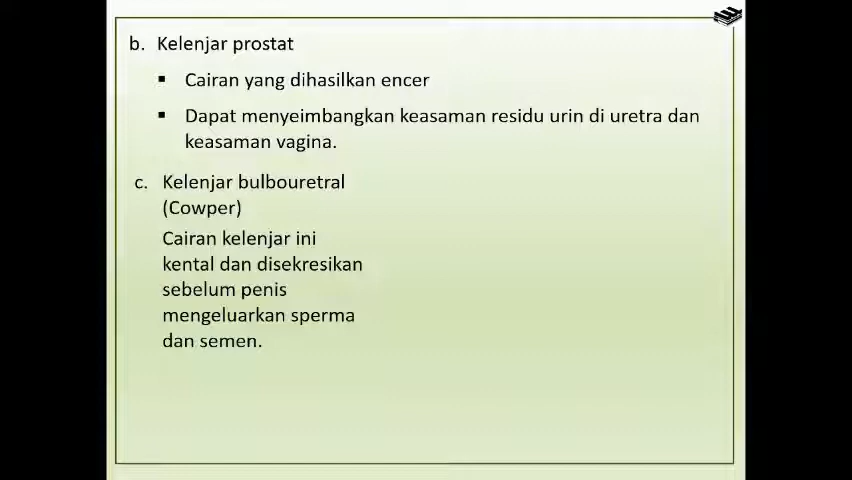 b. Kelenjar prostat
▪ Cairan yang dihasilkan encer
▪ Dapat menyeimbangkan keasaman residu urin di uretra dan
keasaman vagina.
c. Kelenjar bulbouretral
(Cowper)
Cairan kelenjar ini
kental dan disekresikan
sebelum penis
mengeluarkan sperma
dan semen.